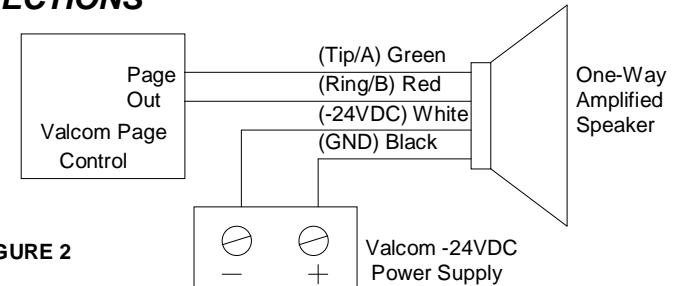 ECTIONS
(Tip/A) Green
(Ring/B) Red
(-24VDC) White
(GND) Black
Page
Out
Valcom Page
Control
One-Way
Amplified
Speaker
GURE 2
Valcom -24VDC
Power Supply
− +